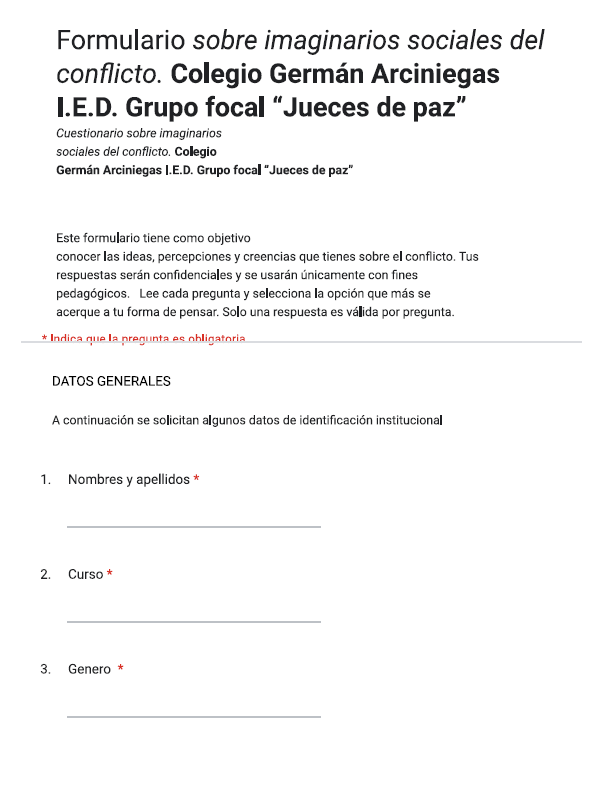 Formulario sobre imaginarios sociales del
conflicto. Colegio Germán Arciniegas
I.E.D. Grupo focal “Jueces de paz”
Cuestionario sobre imaginarios
sociales del conflicto. Colegio
Germán Arciniegas I.E.D. Grupo focal “Jueces de paz”
Este formulario tiene como objetivo
conocer las ideas, percepciones y creencias que tienes sobre el conflicto. Tus
respuestas serán confidenciales y se usarán únicamente con fines
pedagógicos. Lee cada pregunta y selecciona la opción que más se
acerque a tu forma de pensar. Solo una respuesta es válida por pregunta.
* Indica que la pregunta es obligatoria
DATOS GENERALES
A continuación se solicitan algunos datos de identificación institucional
1. Nombres y apellidos *
2. Curso *
3. Genero *